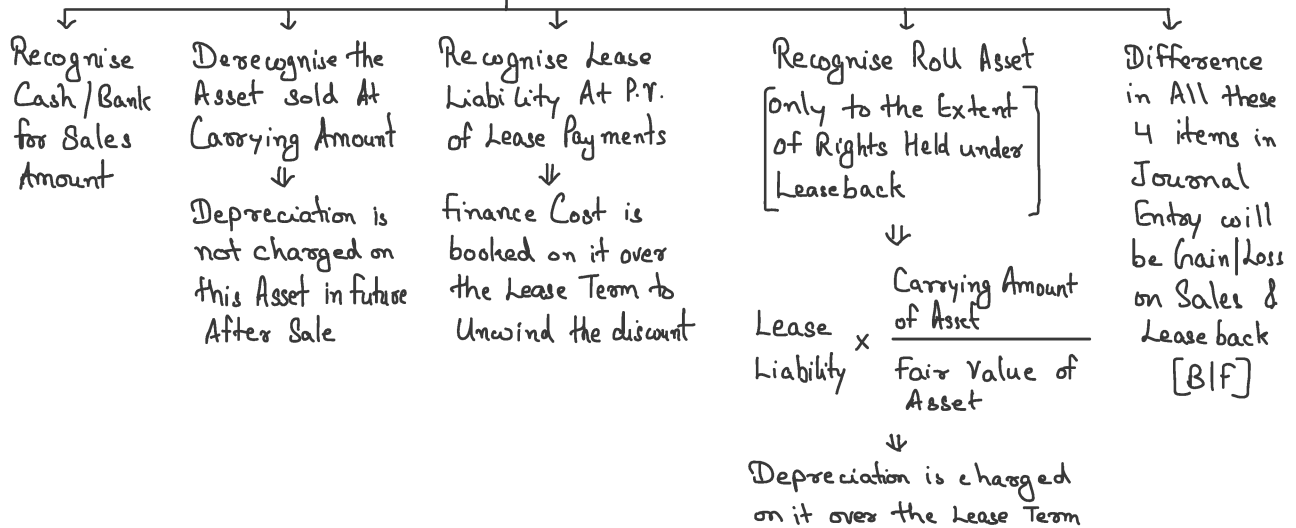 Recognise
Cash/Bank
for Sales
Amount
Derecognise the
Asset sold At
Carrying Amount
⇓
Depreciation is
not charged on
this Asset in future
After Sale
Recognise Lease
Liability At P.V.
of Lease Payments
⇓
Finance Cost is
booked on it over
the Lease Term to
Unwind the discount
Recognise RoU Asset
[only to the Extent
of Rights Held under
Leaseback]
⇓
Lease
Liability × Carrying Amount
of Asset
Fair Value of
Asset
⇓
Depreciation is charged
on it over the Lease Term
Difference
in All these
4 items in
Journal
Entry will
be Gain/Loss
on Sales &
Lease back
[B/F]